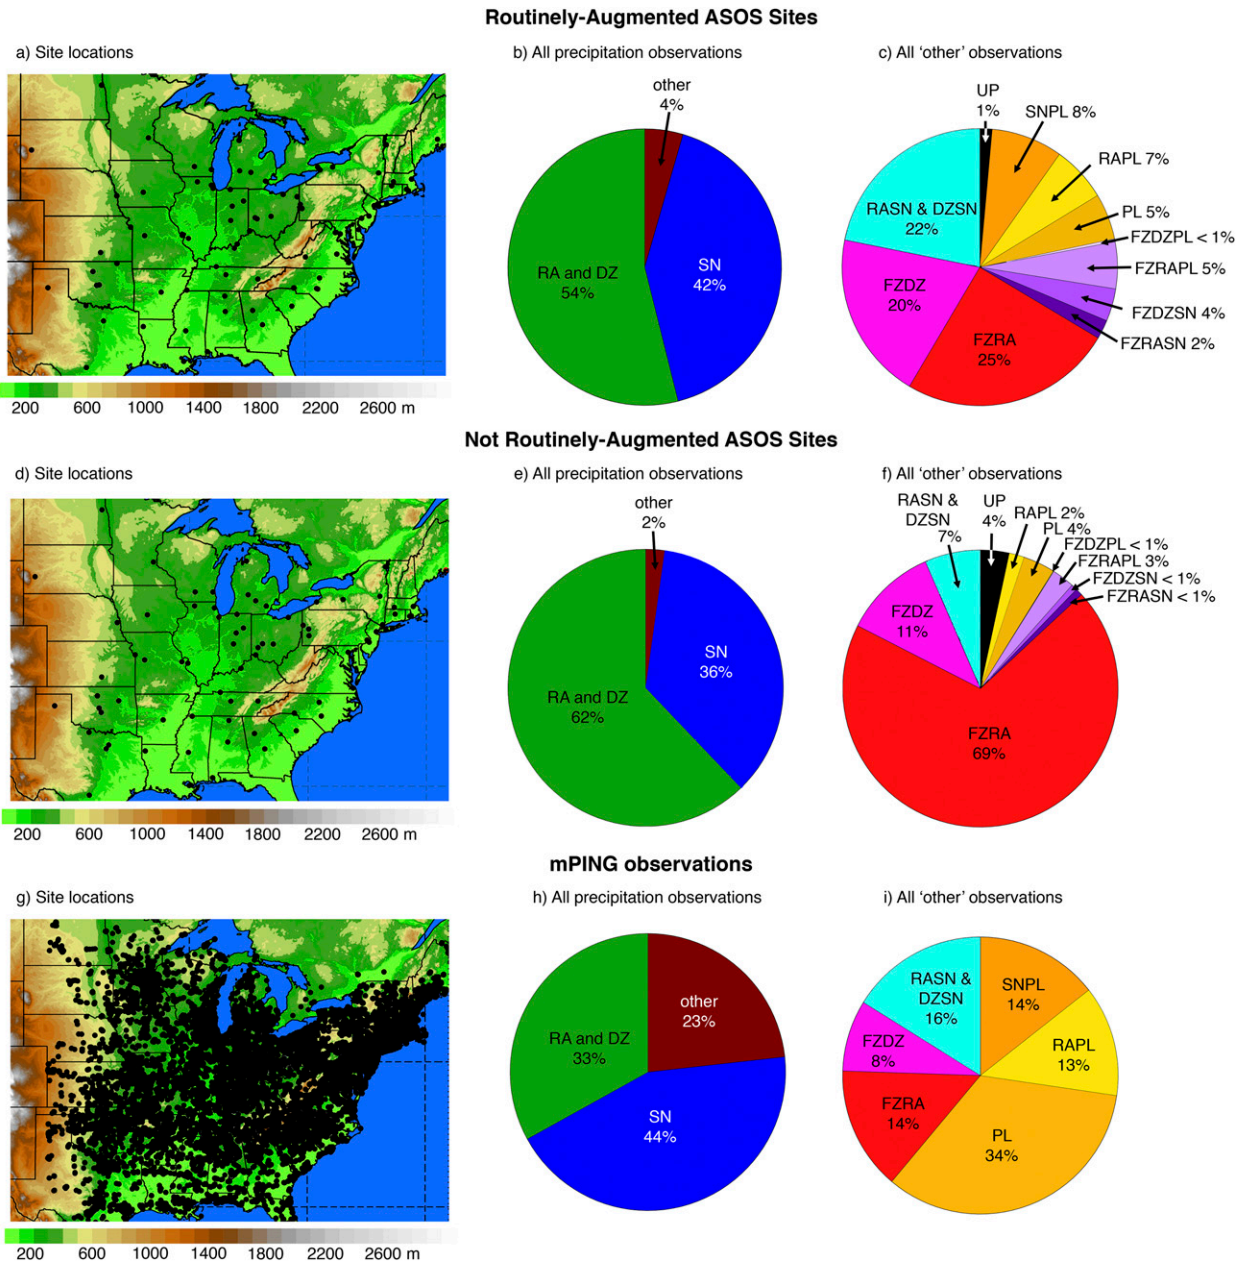 Routinely-Augmented ASOS Sites
a) Site locations
b) All precipitation observations
c) All ‘other’ observations
other
4%
RA and DZ
54%
SN
42%
UP
1%
SNPL 8%
RAPL 7%
PL 5%
FZDZPL < 1%
FZRAPL 5%
FZDZSN 4%
FZRASN 2%
RASN & DZSN
22%
FZDZ
20%
FZRA
25%
200 600 1000 1400 1800 2200 2600 m
Not Routinely-Augmented ASOS Sites
d) Site locations
e) All precipitation observations
f) All ‘other’ observations
other
2%
SN
36%
RA and DZ
62%
RASN &
DZSN
7%
UP
4%
RAPL 2%
PL 4%
FZDZPL < 1%
FZRAPL 3%
FZDZSN < 1%
FZRASN < 1%
FZDZ
11%
FZRA
69%
200 600 1000 1400 1800 2200 2600 m
mPING observations
g) Site locations
h) All precipitation observations
i) All ‘other’ observations
other
23%
RA and DZ
33%
SN
44%
RASN &
DZSN
16%
SNPL
14%
RAPL
13%
FZDZ
8%
FZRA
14%
PL
34%
200 600 1000 1400 1800 2200 2600 m